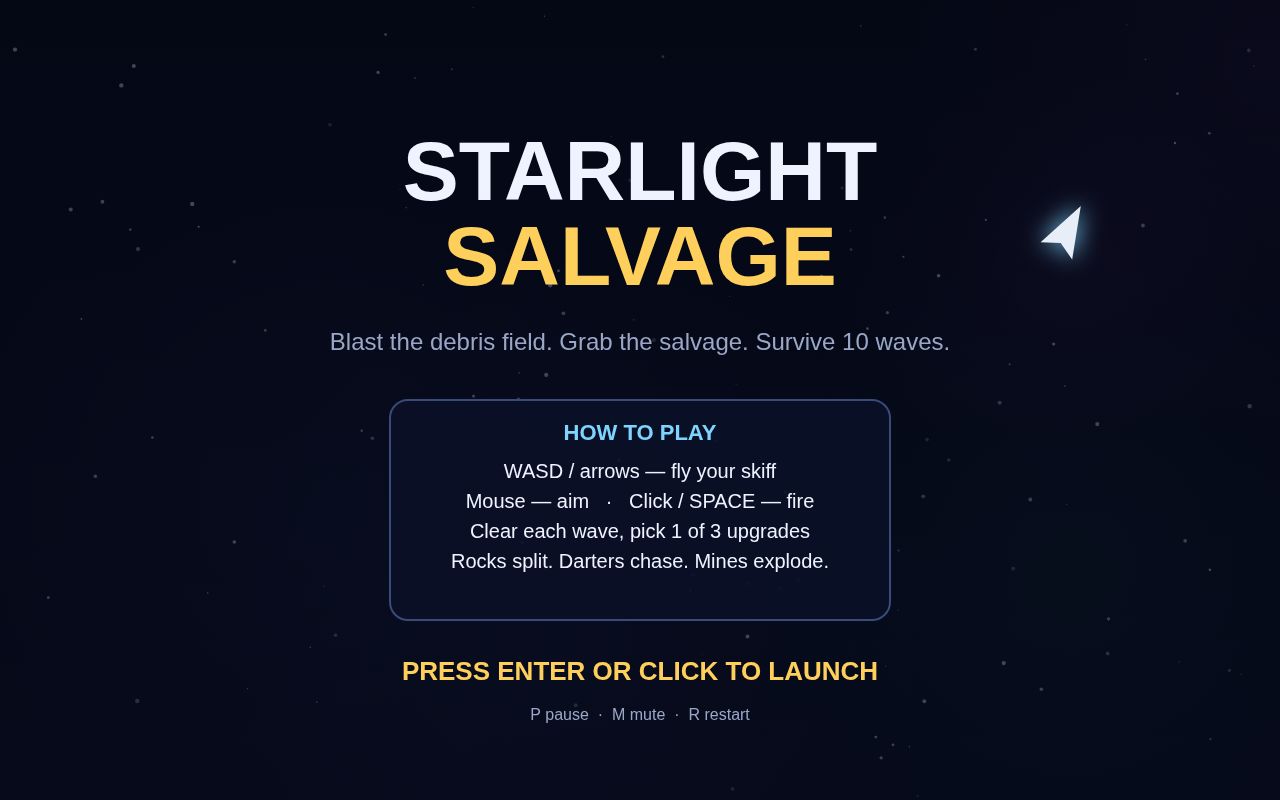 STARLIGHT
SALVAGE
Blast the debris field. Grab the salvage. Survive 10 waves.
HOW TO PLAY
WASD / arrows — fly your skiff
Mouse — aim · Click / SPACE — fire
Clear each wave, pick 1 of 3 upgrades
Rocks split. Darters chase. Mines explode.
PRESS ENTER OR CLICK TO LAUNCH
P pause · M mute · R restart